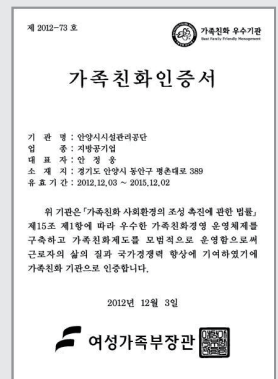 제 2012-73 호
가족친화 우수기관
Best Family Friendly Management
가족친화인증서
기 관 명 : 안양시시설관리공단
업 종 : 지방공기업
대 표 자 : 안 정 웅
소 재 지 : 경기도 안양시 동안구 평촌대로 389
유 효 기 간 : 2012.12.03 ~ 2015.12.02
위 기관은 「가족친화 사회환경의 조성 촉진에 관한 법률」
제15조 제1항에 따라 우수한 가족친화경영 운영체제를
구축하고 가족친화제도를 모범적으로 운영함으로써
근로자의 삶의 질과 국가경쟁력 향상에 기여하였기에
가족친화 기관으로 인증합니다.
2012년 12월 3일
여성가족부장관